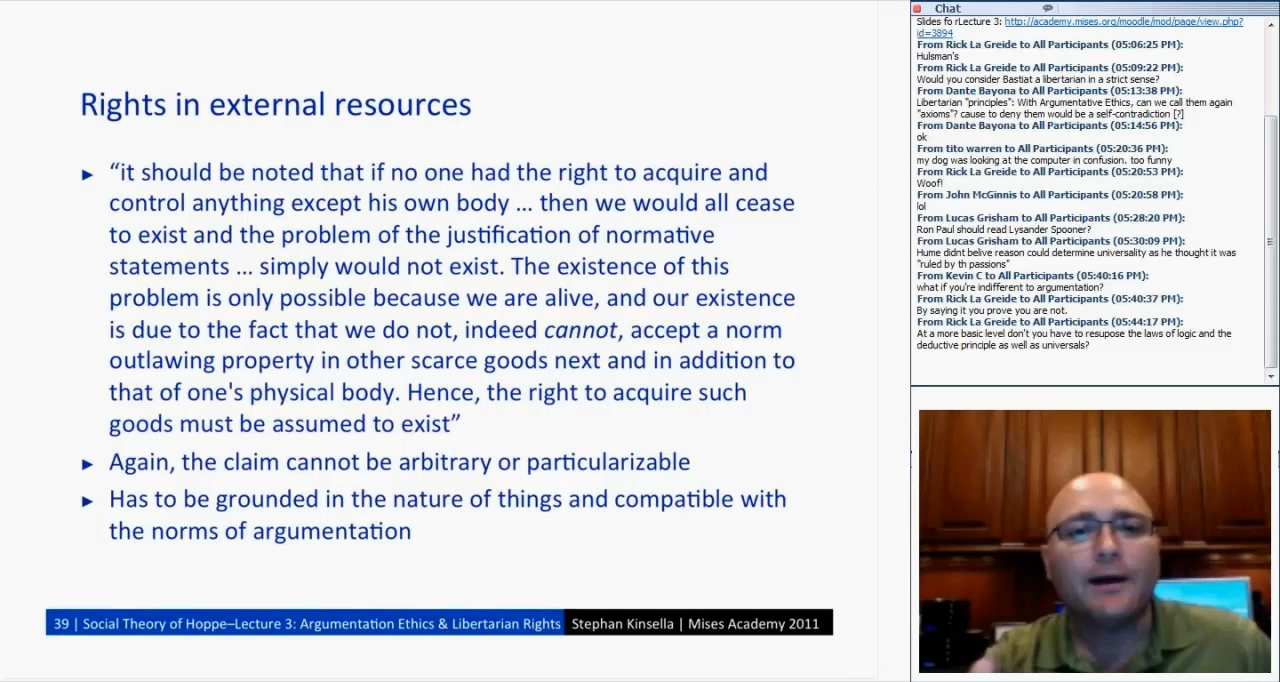 Rights in external resources
► “it should be noted that if no one had the right to acquire and
control anything except his own body ... then we would all cease
to exist and the problem of the justification of normative
statements ... simply would not exist. The existence of this
problem is only possible because we are alive, and our existence
is due to the fact that we do not, indeed cannot, accept a norm
outlawing property in other scarce goods next and in addition to
that of one's physical body. Hence, the right to acquire such
goods must be assumed to exist”
► Again, the claim cannot be arbitrary or particularizable
► Has to be grounded in the nature of things and compatible with
the norms of argumentation
39 | Social Theory of Hoppe–Lecture 3: Argumentation Ethics & Libertarian Rights Stephan Kinsella | Mises Academy 2011
Chat
Slides fo rLecture 3: http://academy.mises.org/moodle/mod/page/view.php?
id=3894
From Rick La Greide to All Participants (05:06:25 PM):
Hulsman's
From Rick La Greide to All Participants (05:09:22 PM):
Would you consider Bastiat a libertarian in a strict sense?
From Dante Bayona to All Participants (05:13:38 PM):
Libertarian "principles": With Argumentative Ethics, can we call them again
"axioms"? cause to deny them would be a self-contradiction [?]
From Dante Bayona to All Participants (05:14:56 PM):
ok
From tito warren to All Participants (05:20:36 PM):
my dog was looking at the computer in confusion. too funny
From Rick La Greide to All Participants (05:20:53 PM):
Woof!
From John McGinnis to All Participants (05:20:58 PM):
lol
From Lucas Grisham to All Participants (05:28:20 PM):
Ron Paul should read Lysander Spooner?
From Lucas Grisham to All Participants (05:30:09 PM):
Hume didnt belive reason could determine universality as he thought it was
"ruled by th passions"
From Kevin C to All Participants (05:40:16 PM):
what if you're indifferent to argumentation?
From Rick La Greide to All Participants (05:40:37 PM):
By saying it you prove you are not.
From Rick La Greide to All Participants (05:44:17 PM):
At a more basic level don't you have to resupose the laws of logic and the
deductive principle as well as universals?